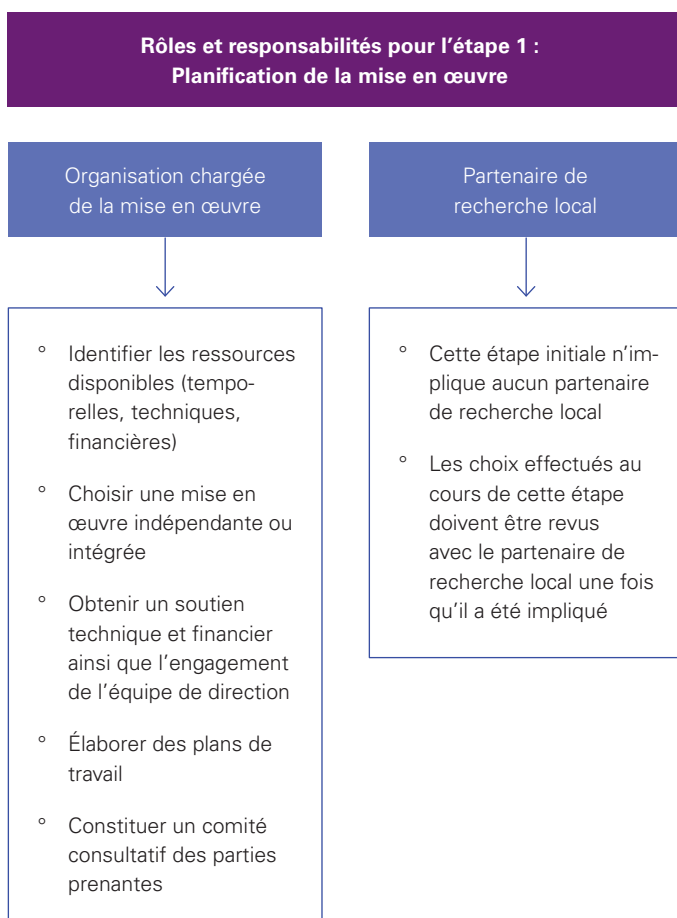 Rôles et responsabilités pour l’étape 1 :
Planification de la mise en œuvre
Organisation chargée
de la mise en œuvre
° Identifier les ressources
disponibles (tempo-
relles, techniques,
financières)
° Choisir une mise en
œuvre indépendante ou
intégrée
° Obtenir un soutien
technique et financier
ainsi que l’engagement
de l’équipe de direction
° Élaborer des plans de
travail
° Constituer un comité
consultatif des parties
prenantes
Partenaire de
recherche local
° Cette étape initiale n’im-
plique aucun partenaire
de recherche local
° Les choix effectués au
cours de cette étape
doivent être revus
avec le partenaire de
recherche local une fois
qu’il a été impliqué